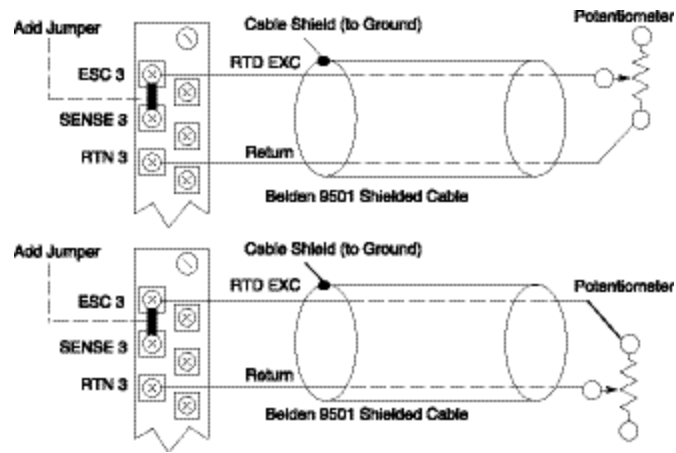 Potentiometer
Add Jumper
Cable Shield (to Ground)
ESC 3
RTD EXC
SENSE 3
RTN 3
Return
Belden 9501 Shielded Cable
Add Jumper
Cable Shield (to Ground)
ESC 3
RTD EXC
Potentiometer
SENSE 3
RTN 3
Return
Belden 9501 Shielded Cable